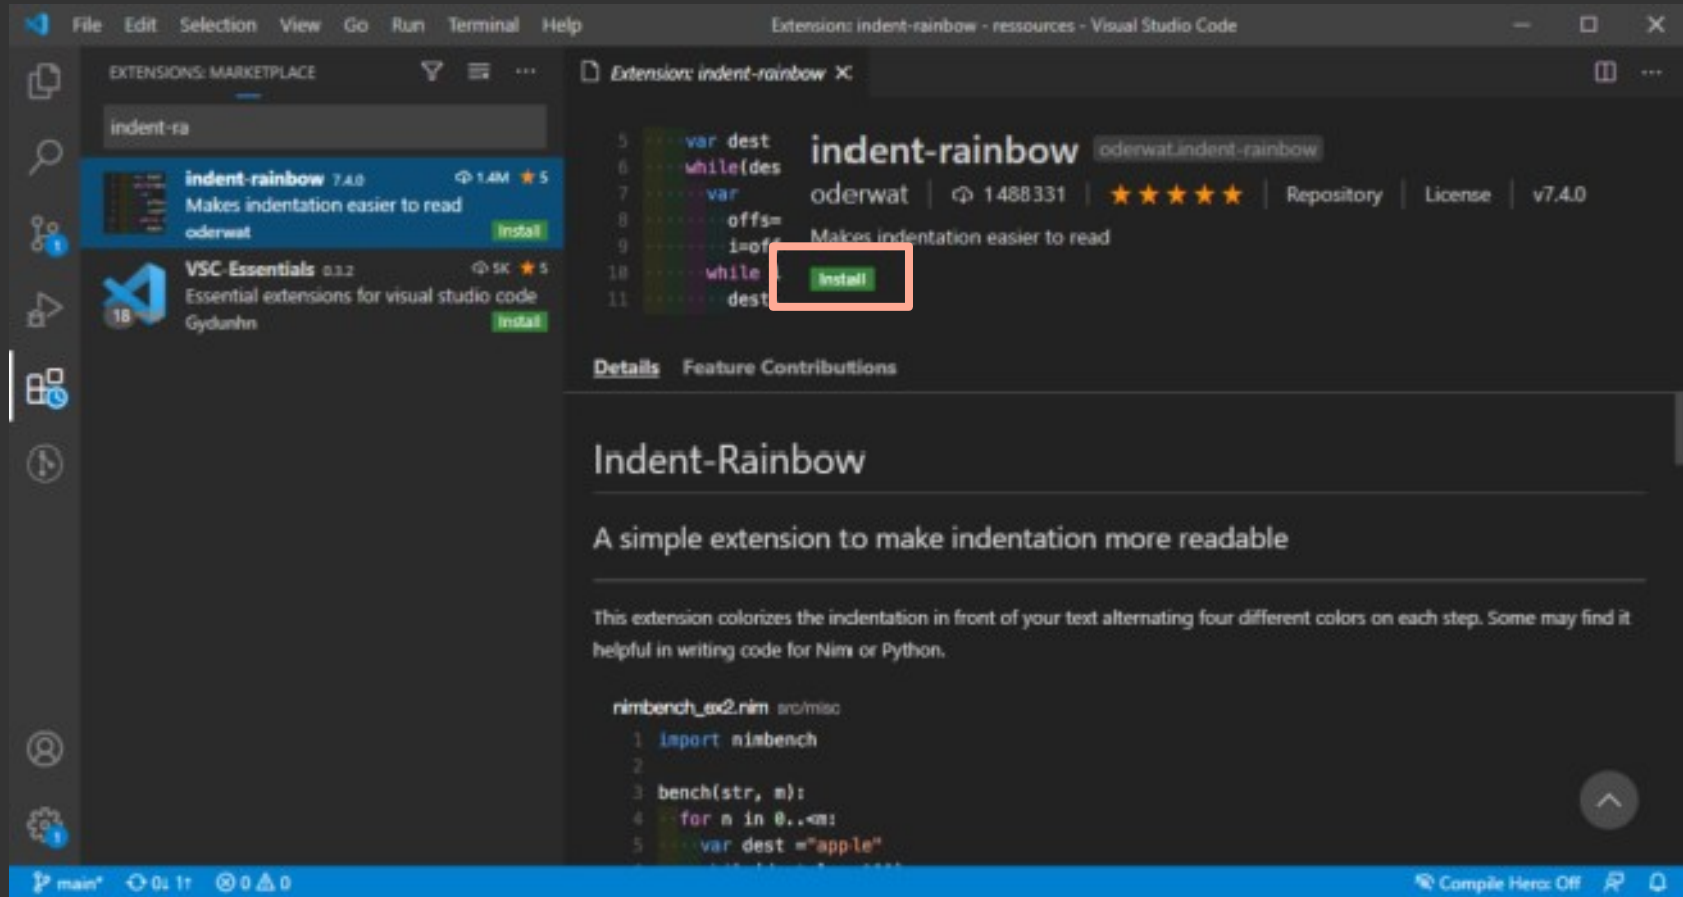 File Edit Selection View Go Run Terminal Help
Extension: indent-rainbow - ressources - Visual Studio Code
EXTENSIONS: MARKETPLACE
indent-ra
indent-rainbow 7.4.0 1.4M 5
Makes indentation easier to read
oderwat Install
VSC-Essentials 0.3.2 5K 5
Essential extensions for visual studio code
18
Gydunhn Install
1
1
Extension: indent-rainbow
5 var dest
6 while(des
7 var
8 offs=
9 i=off
10 while
11 dest
indent-rainbow oderwat.indent-rainbow
oderwat 1488331 Repository License v7.4.0
Makes indentation easier to read
Install
Details Feature Contributions
Indent-Rainbow
A simple extension to make indentation more readable
This extension colorizes the indentation in front of your text alternating four different colors on each step. Some may find it
helpful in writing code for Nim or Python.
nimbench_ex2.nim src/misc
1 import nimbench
2
3 bench(str, m):
4 for n in 0..<m:
5 var dest ="apple"
main* 0↓ 1↑ 0 0
Compile Hero: Off